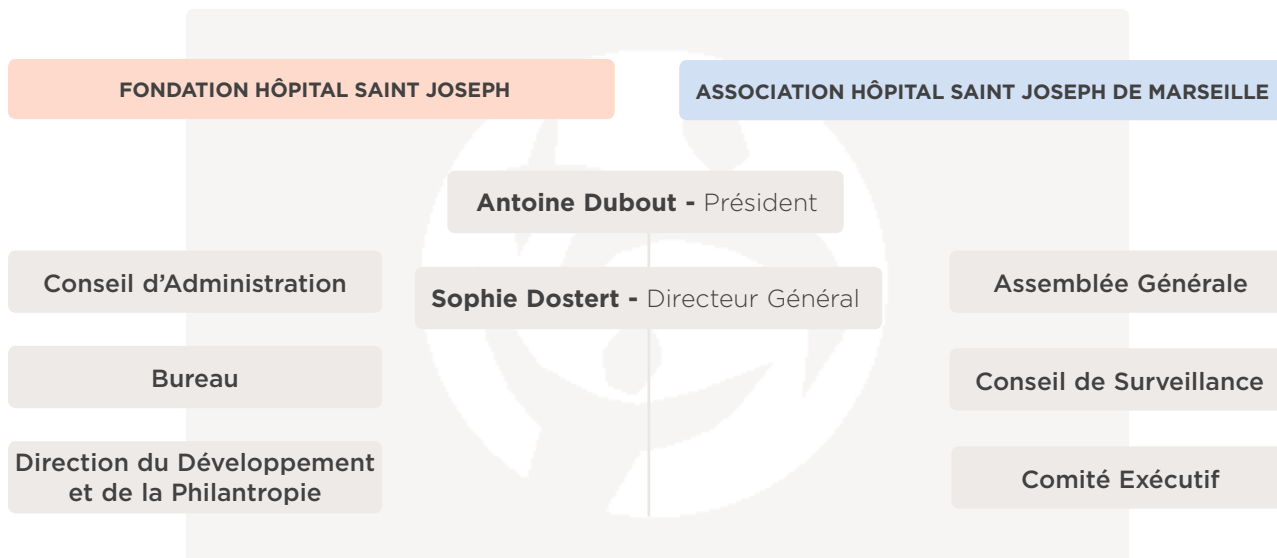 FONDATION HÔPITAL SAINT JOSEPH
ASSOCIATION HÔPITAL SAINT JOSEPH DE MARSEILLE
Antoine Dubout - Président
Sophie Dostert - Directeur Général
Conseil d’Administration
Bureau
Direction du Développement
et de la Philantropie
Assemblée Générale
Conseil de Surveillance
Comité Exécutif